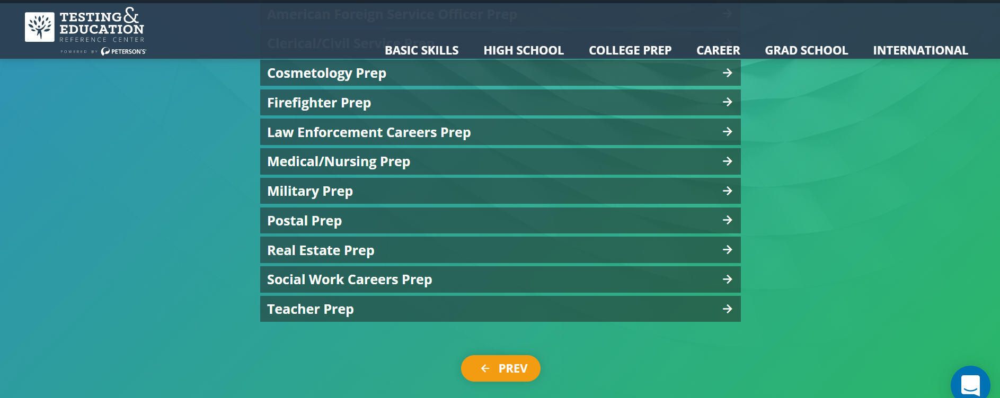 American Foreign Service Officer Prep
TESTING &
EDUCATION
REFERENCE CENTER
POWERED BY PETERSON'S
Clerical/Civil Service Prep
BASIC SKILLS HIGH SCHOOL COLLEGE PREP CAREER GRAD SCHOOL INTERNATIONAL
Cosmetology Prep
Firefighter Prep
Law Enforcement Careers Prep
Medical/Nursing Prep
Military Prep
Postal Prep
Real Estate Prep
Social Work Careers Prep
Teacher Prep
← PREV